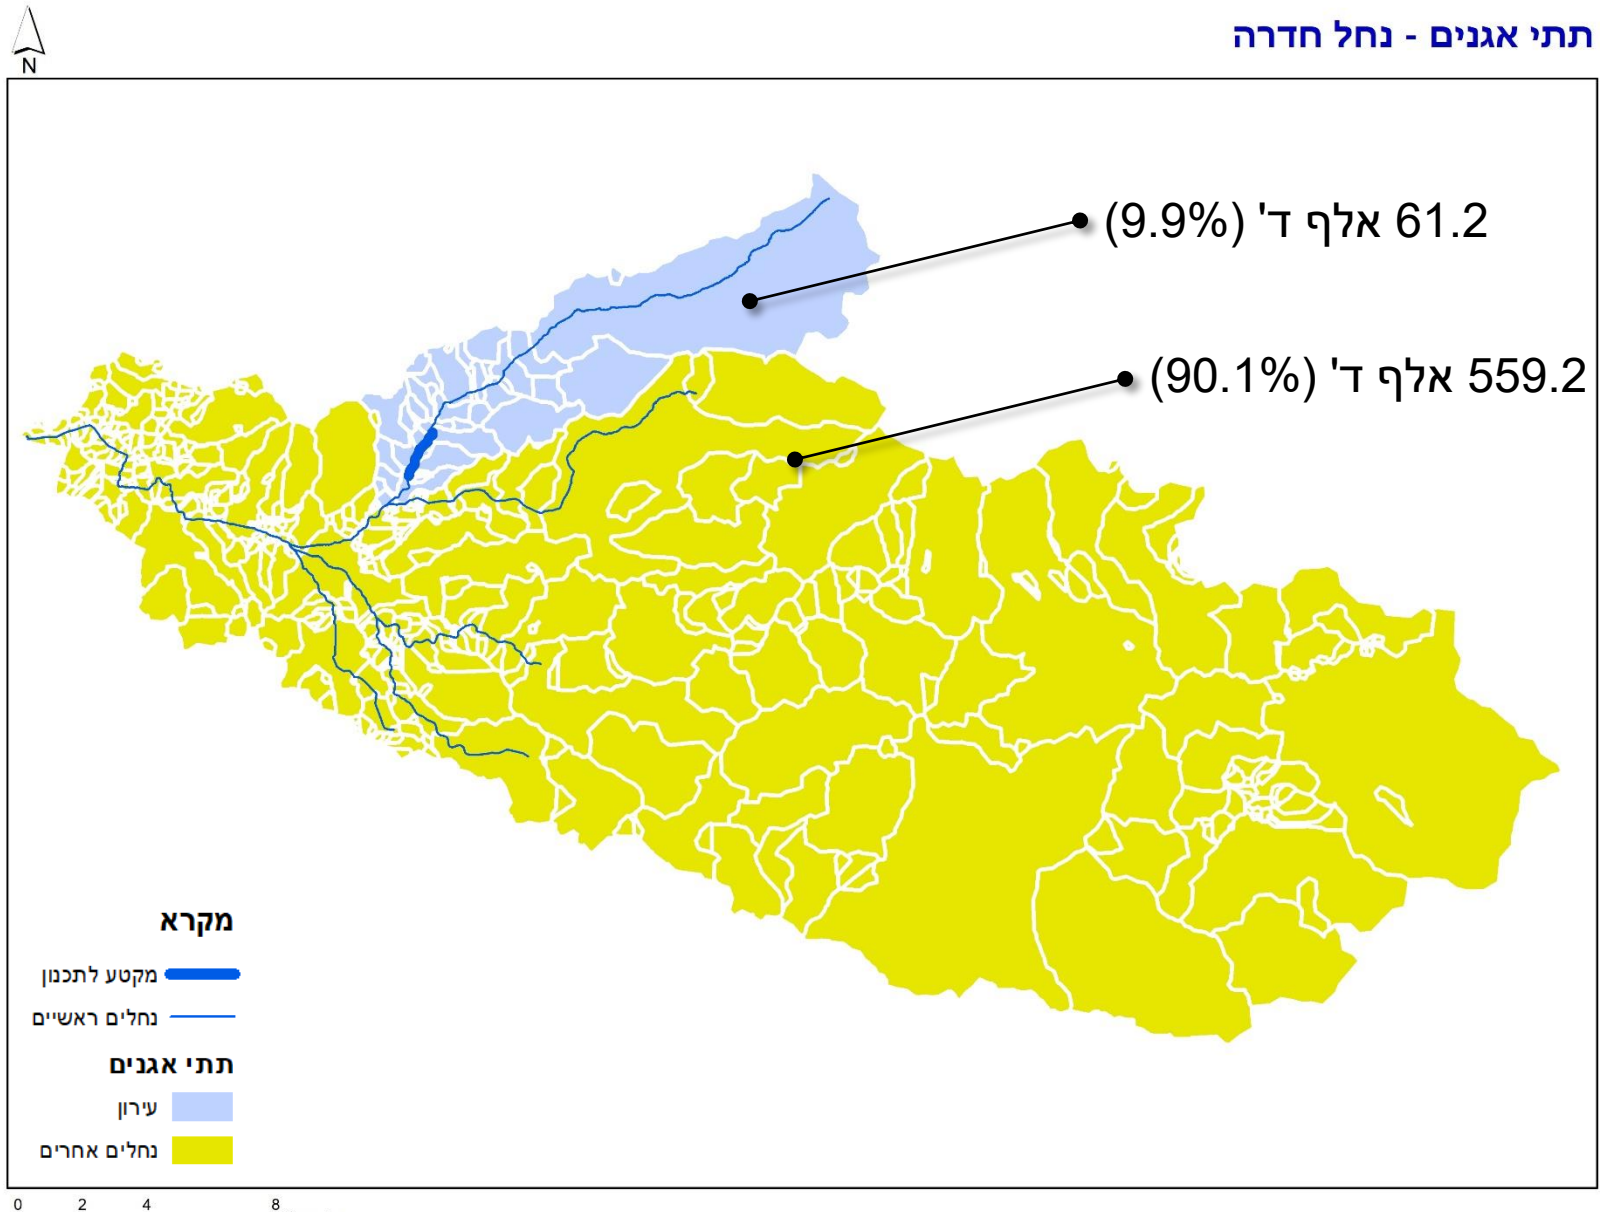 תתי אגנים - נחל חדרה
N
61.2 אלף ד' (9.9%)
559.2 אלף ד' (90.1%)
מקרא
מקטע לתכנון
נחלים ראשיים
תתי אגנים
עירון
נחלים אחרים
0 2 4 8